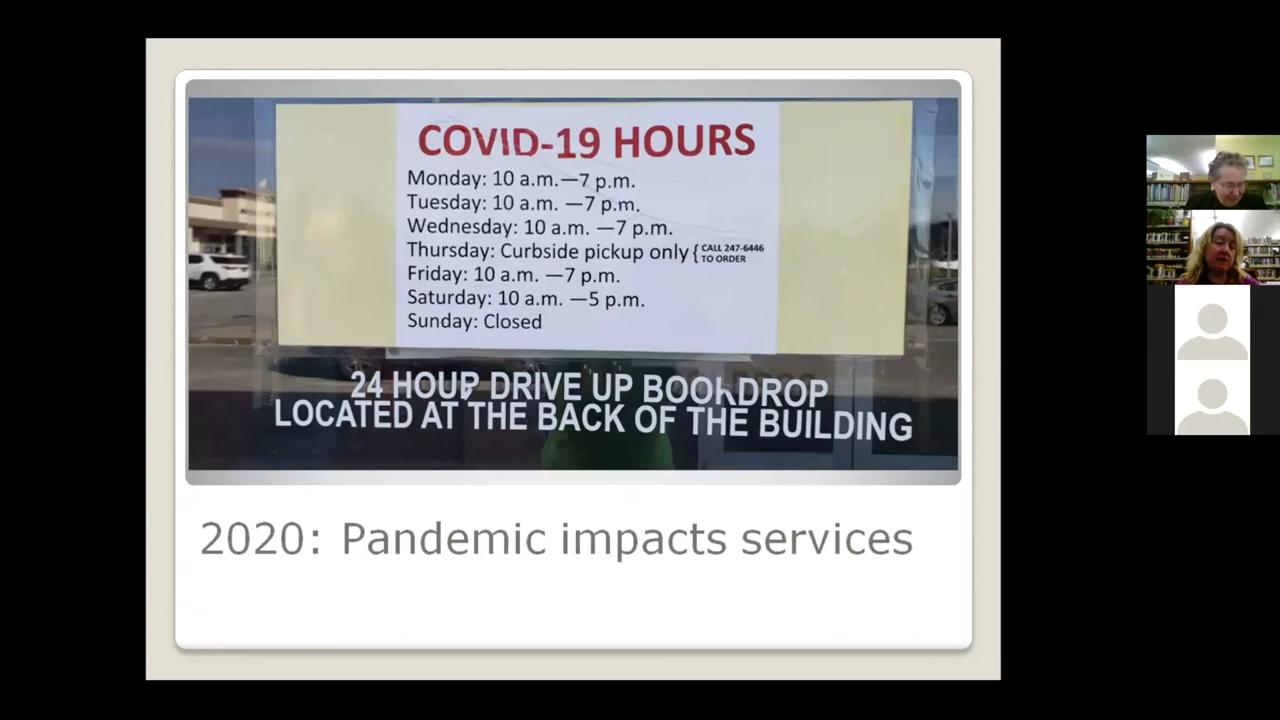 COVID-19 HOURS
Monday: 10 a.m.—7 p.m.
Tuesday: 10 a.m. —7 p.m.
Wednesday: 10 a.m. —7 p.m.
Thursday: Curbside pickup only { CALL 247-6446
TO ORDER
Friday: 10 a.m. —7 p.m.
Saturday: 10 a.m. —5 p.m.
Sunday: Closed
24 HOUR DRIVE UP BOOKDROP
LOCATED AT THE BACK OF THE BUILDING
2020: Pandemic impacts services